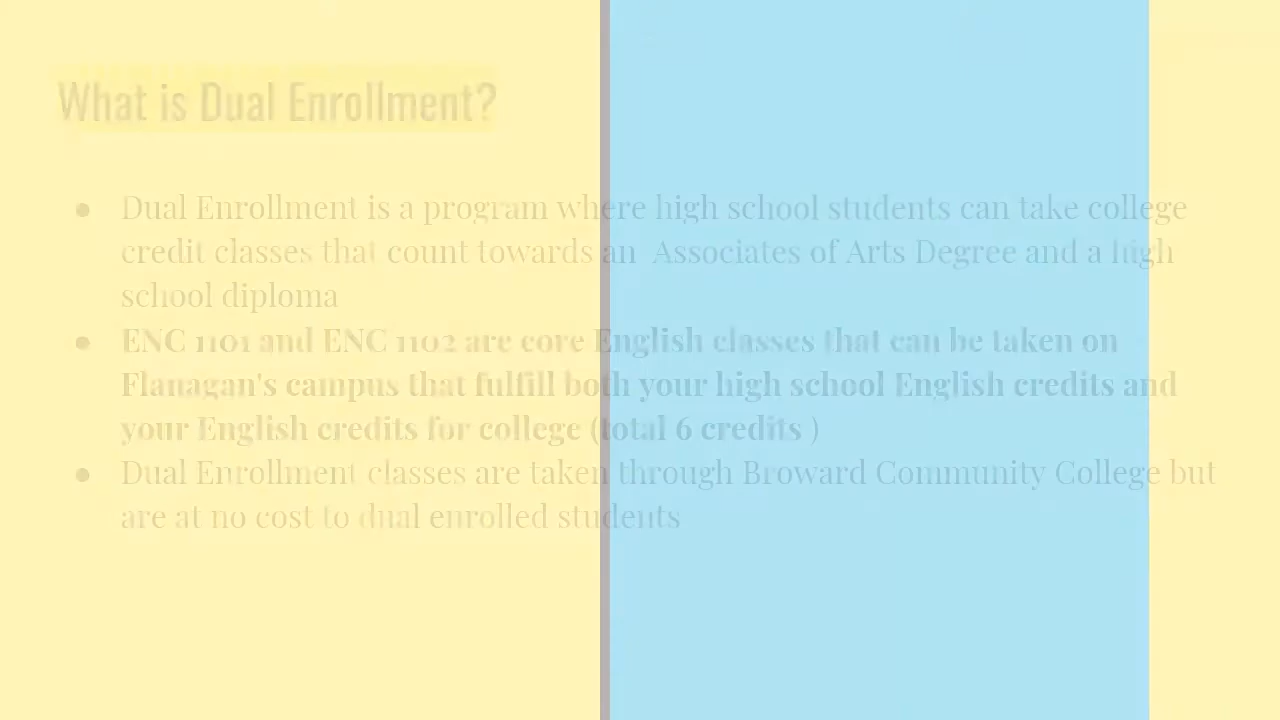 What is Dual Enrollment?
● Dual Enrollment is a program where high school students can take college
credit classes that count towards an Associates of Arts Degree and a high
school diploma
● ENC 1101 and ENC 1102 are core English classes that can be taken on
Flanagan's campus that fulfill both your high school English credits and
your English credits for college (total 6 credits )
● Dual Enrollment classes are taken through Broward Community College but
are at no cost to dual enrolled students